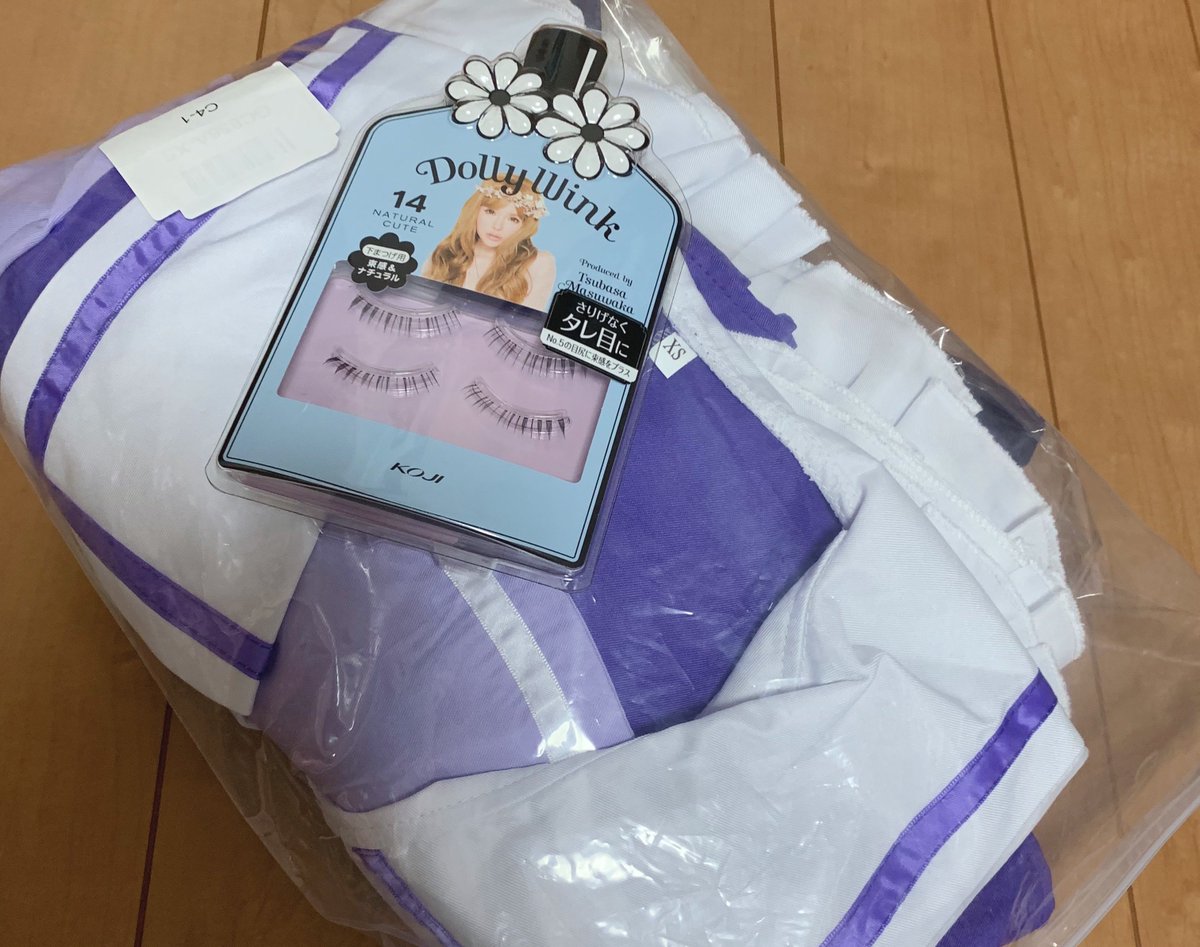 C4-1
Dolly Wink
14
NATURAL
CUTE
下まつげ用
束感&
ナチュラル
Produced by
Tsubasa
Masuwaka
さりげなく
タレ目に
No.5の目尻に束感をプラス
XS
KOJI